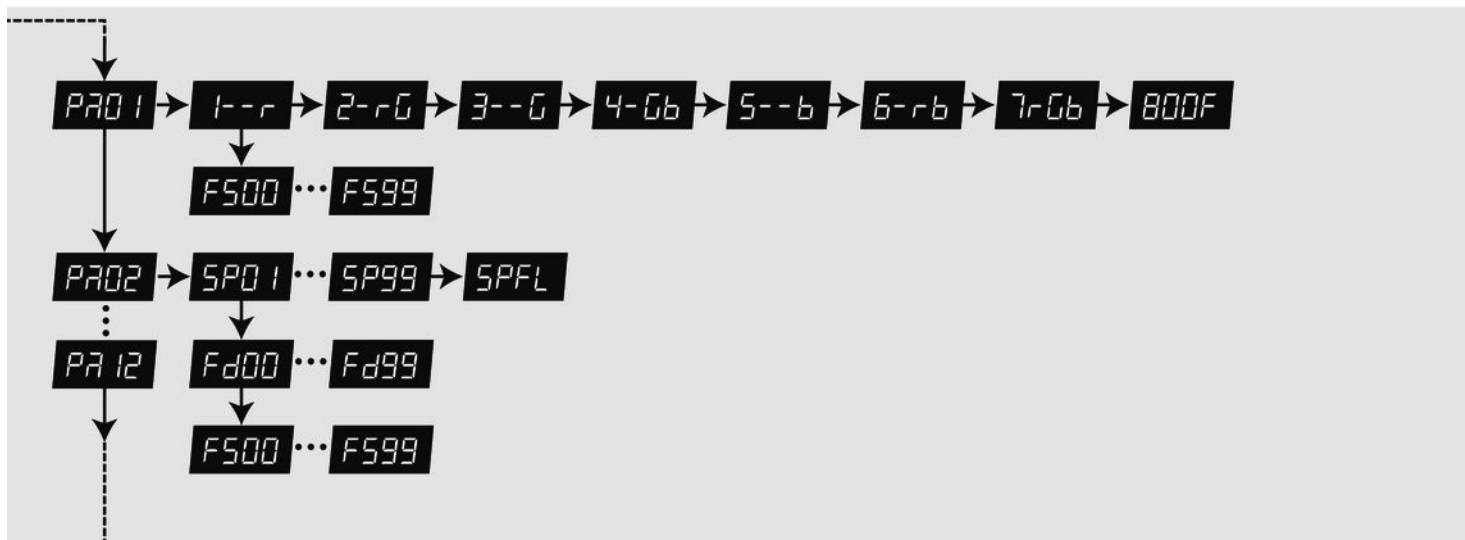 PA01 1--r 2-rG 3--G 4-Gb 5--b 6-rb 7rGb 800F
FS00 ••• FS99
PA02 SP01 ••• SP99 SPFL
PA12 Fd00 ••• Fd99
FS00 ••• FS99